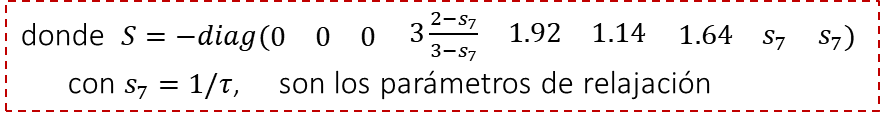 donde S = −diag(0 0 0 3 2−s₇/3−s₇ 1.92 1.14 1.64 s₇ s₇)
con s₇ = 1/τ, son los parámetros de relajación